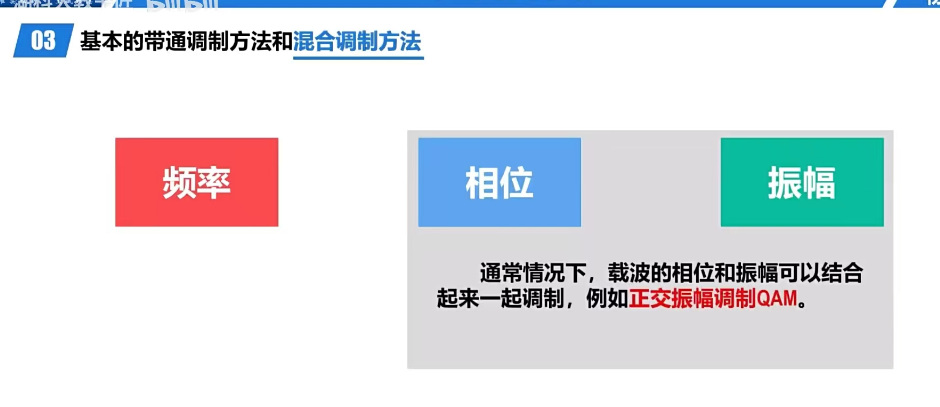 03 基本的带通调制方法和混合调制方法
频率
相位
振幅
通常情况下，载波的相位和振幅可以结合
起来一起调制，例如正交振幅调制QAM。